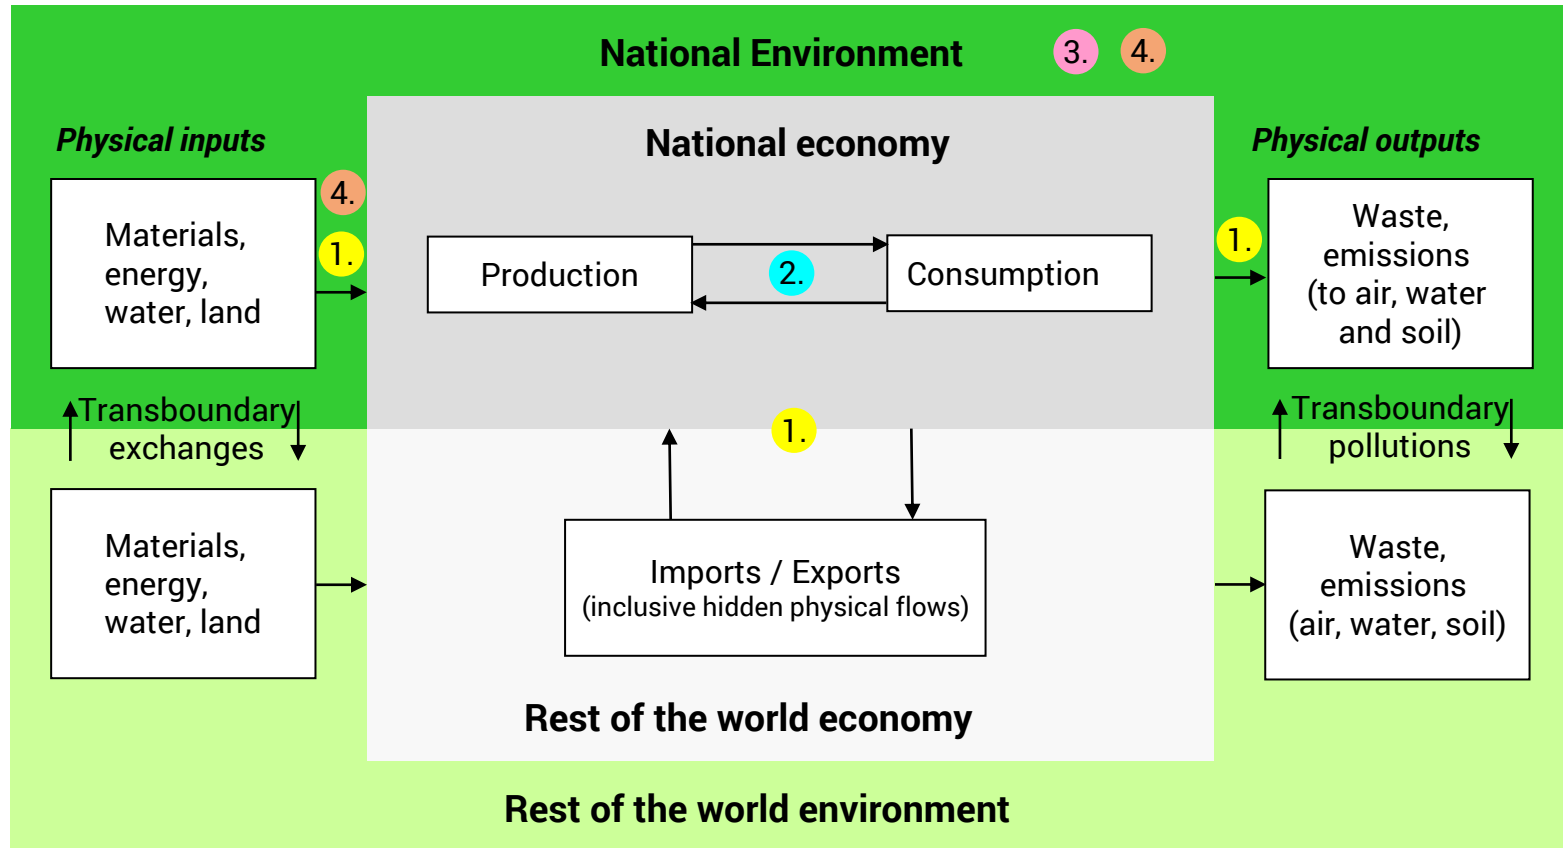 National Environment
3.
4.
Physical inputs
National economy
Physical outputs
4.
Materials,
energy,
water, land
1.
Production
2.
Consumption
1.
Waste,
emissions
(to air, water
and soil)
Transboundary
exchanges
1.
Transboundary
pollutions
Materials,
energy,
water, land
Imports / Exports
(inclusive hidden physical flows)
Waste,
emissions
(air, water, soil)
Rest of the world economy
Rest of the world environment